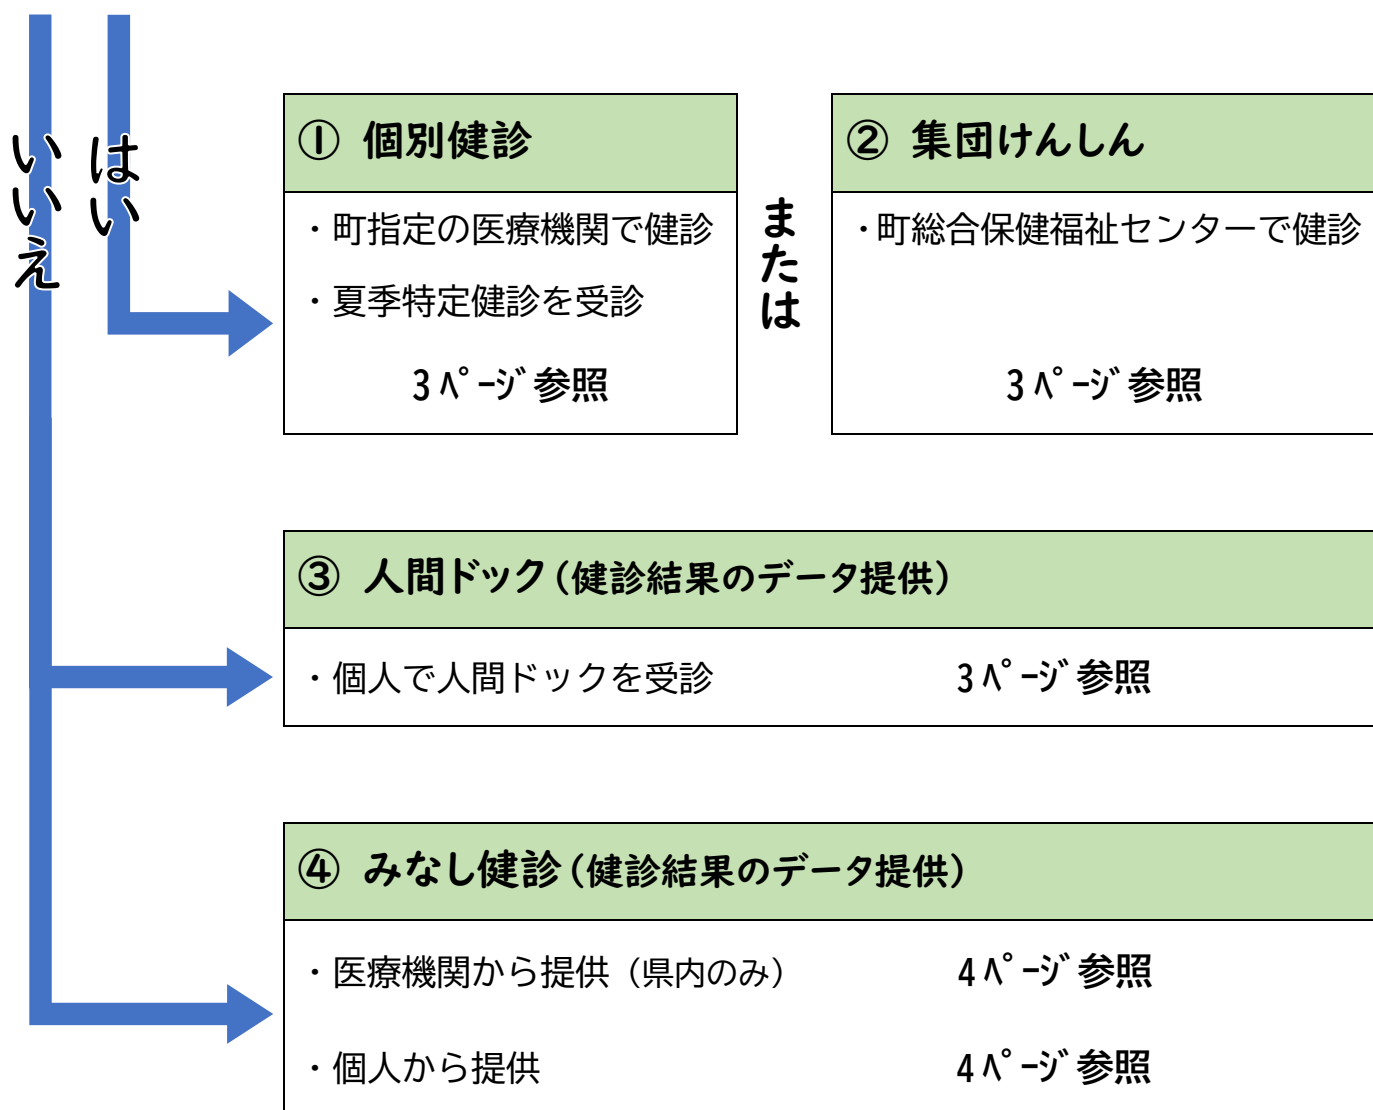 いいえ
はい
① 個別健診
・町指定の医療機関で健診
・夏季特定健診を受診
3ﾍﾟｰｼﾞ参照
または
② 集団けんしん
・町総合保健福祉センターで健診
3ﾍﾟｰｼﾞ参照
③ 人間ドック(健診結果のデータ提供)
・個人で人間ドックを受診 3ﾍﾟｰｼﾞ参照
④ みなし健診(健診結果のデータ提供)
・医療機関から提供（県内のみ） 4ﾍﾟｰｼﾞ参照
・個人から提供 4ﾍﾟｰｼﾞ参照